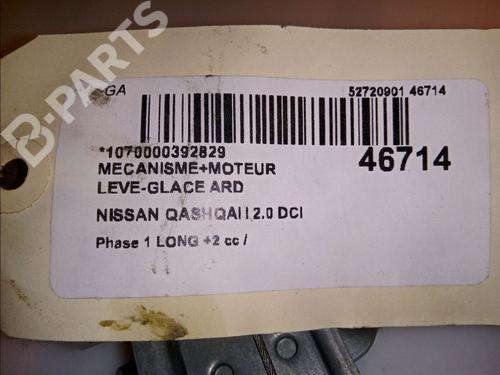 GA
52720901 46714
*1070000392829
46714
MECANISME+MOTEUR
LEVE-GLACE ARD
NISSAN QASHQAI I 2.0 DCI
Phase 1 LONG +2 cc /
B-PARTS